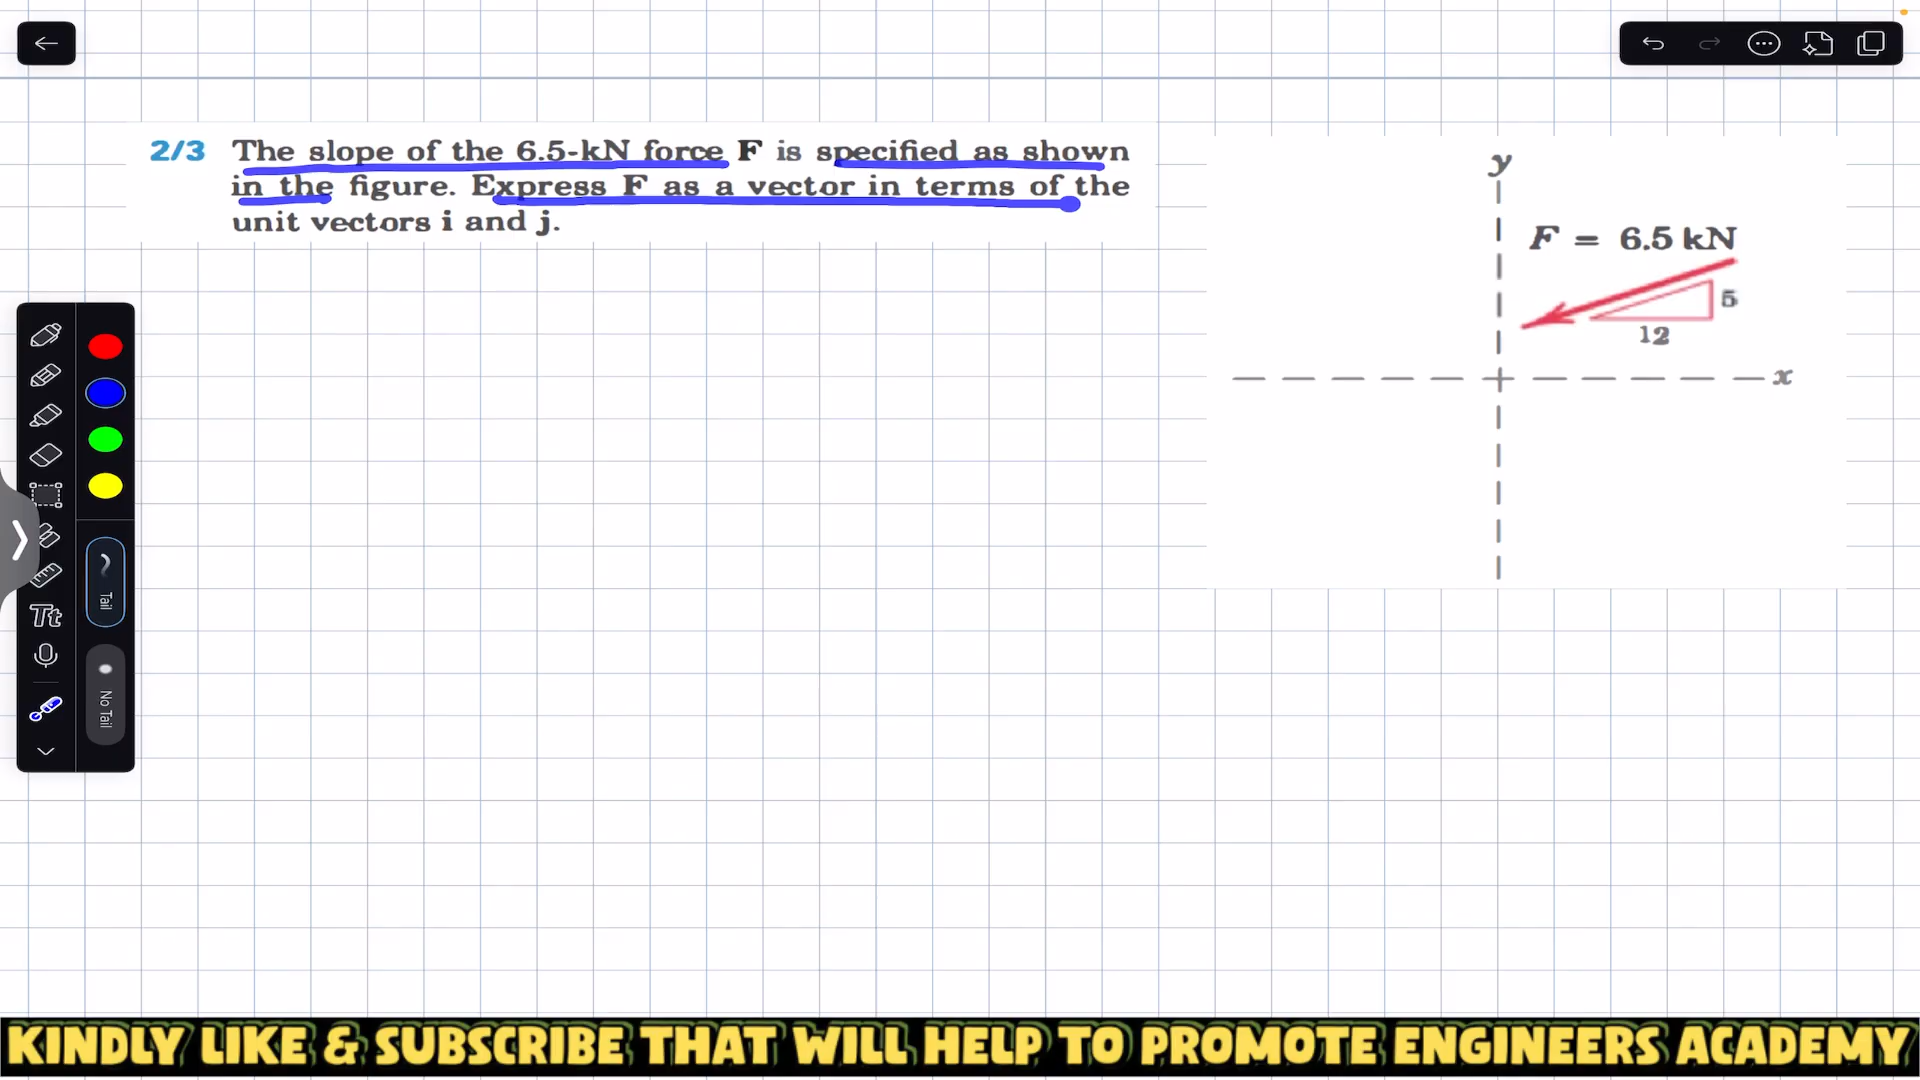 2/3 The slope of the 6.5-kN force F is specified as shown
in the figure. Express F as a vector in terms of the
unit vectors i and j.
y
F = 6.5 kN
5
12
x
Tt
Tail
No Tail
KINDLY LIKE & SUBSCRIBE THAT WILL HELP TO PROMOTE ENGINEERS ACADEMY